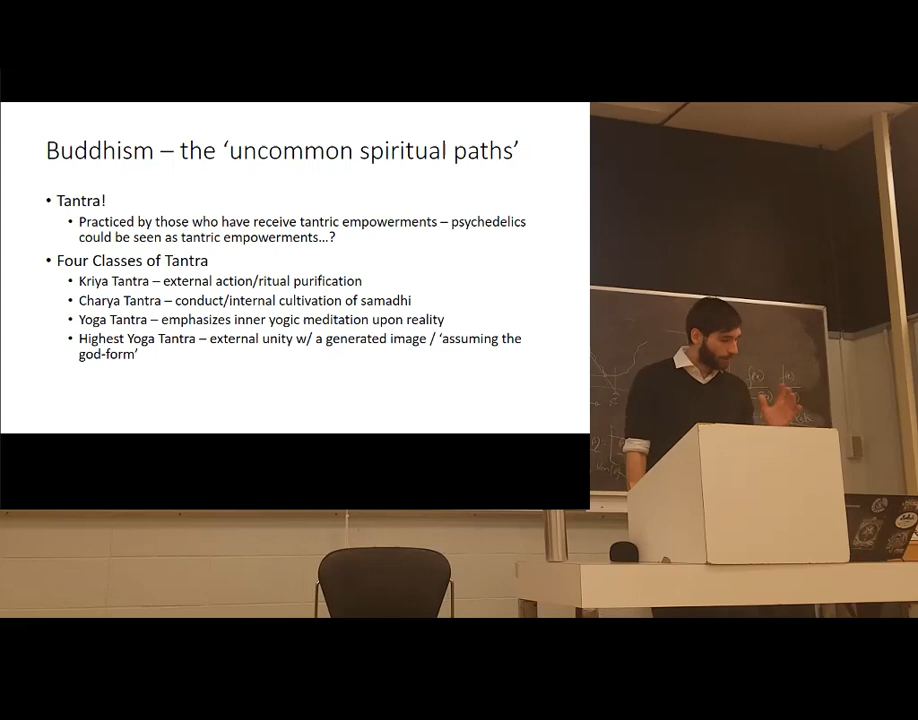 Buddhism – the ‘uncommon spiritual paths’
• Tantra!
• Practiced by those who have receive tantric empowerments – psychedelics
could be seen as tantric empowerments…?
• Four Classes of Tantra
• Kriya Tantra – external action/ritual purification
• Charya Tantra – conduct/internal cultivation of samadhi
• Yoga Tantra – emphasizes inner yogic meditation upon reality
• Highest Yoga Tantra – external unity w/ a generated image / ‘assuming the
god-form’